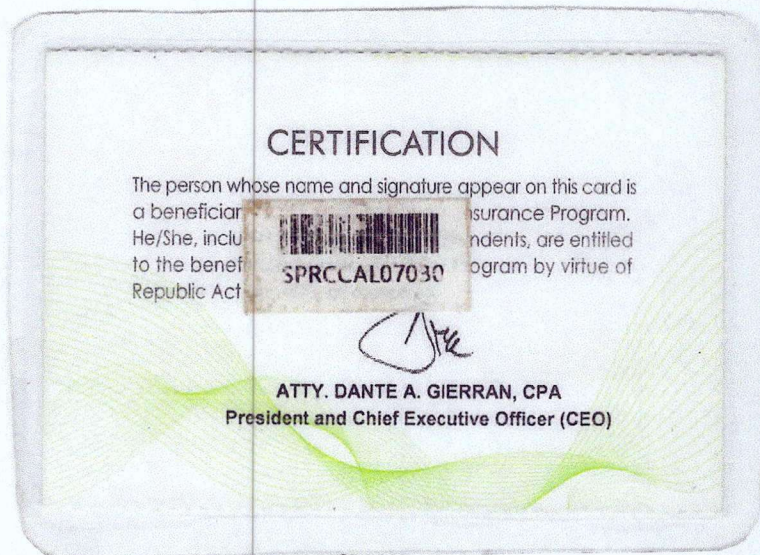 CERTIFICATION
The person whose name and signature appear on this card is
a beneficiar nsurance Program.
He/She, inclu ndents, are entitled
to the benef ogram by virtue of
Republic Act
SPRCCAL07030
ATTY. DANTE A. GIERRAN, CPA
President and Chief Executive Officer (CEO)